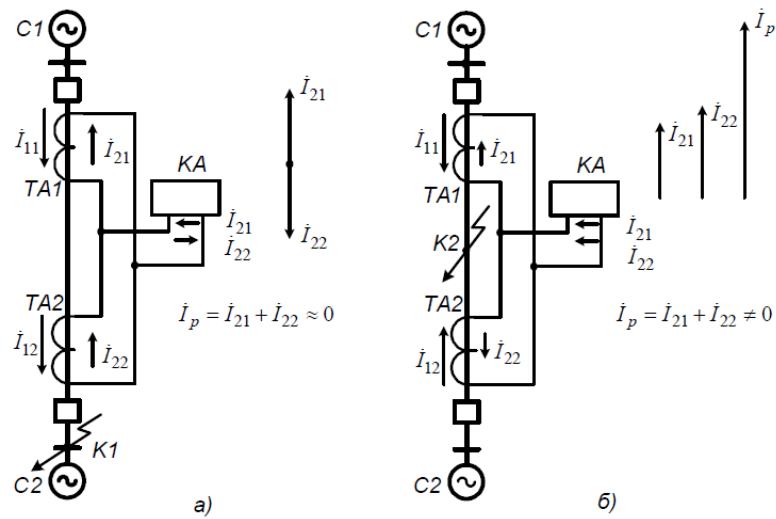 C1
İ₁₁
İ₂₁
TA1
KA
İ₂₁
İ₂₂
İ₂₁
İ₂₂
TA2
İ₁₂
İ₂₂
İₚ = İ₂₁ + İ₂₂ ≈ 0
K1
C2
а)
C1
İ₁₁
İ₂₁
TA1
KA
İ₂₁
İ₂₂
İₚ
K2
İ₂₁
İ₂₂
TA2
İ₁₂
İ₂₂
İₚ = İ₂₁ + İ₂₂ ≠ 0
C2
б)